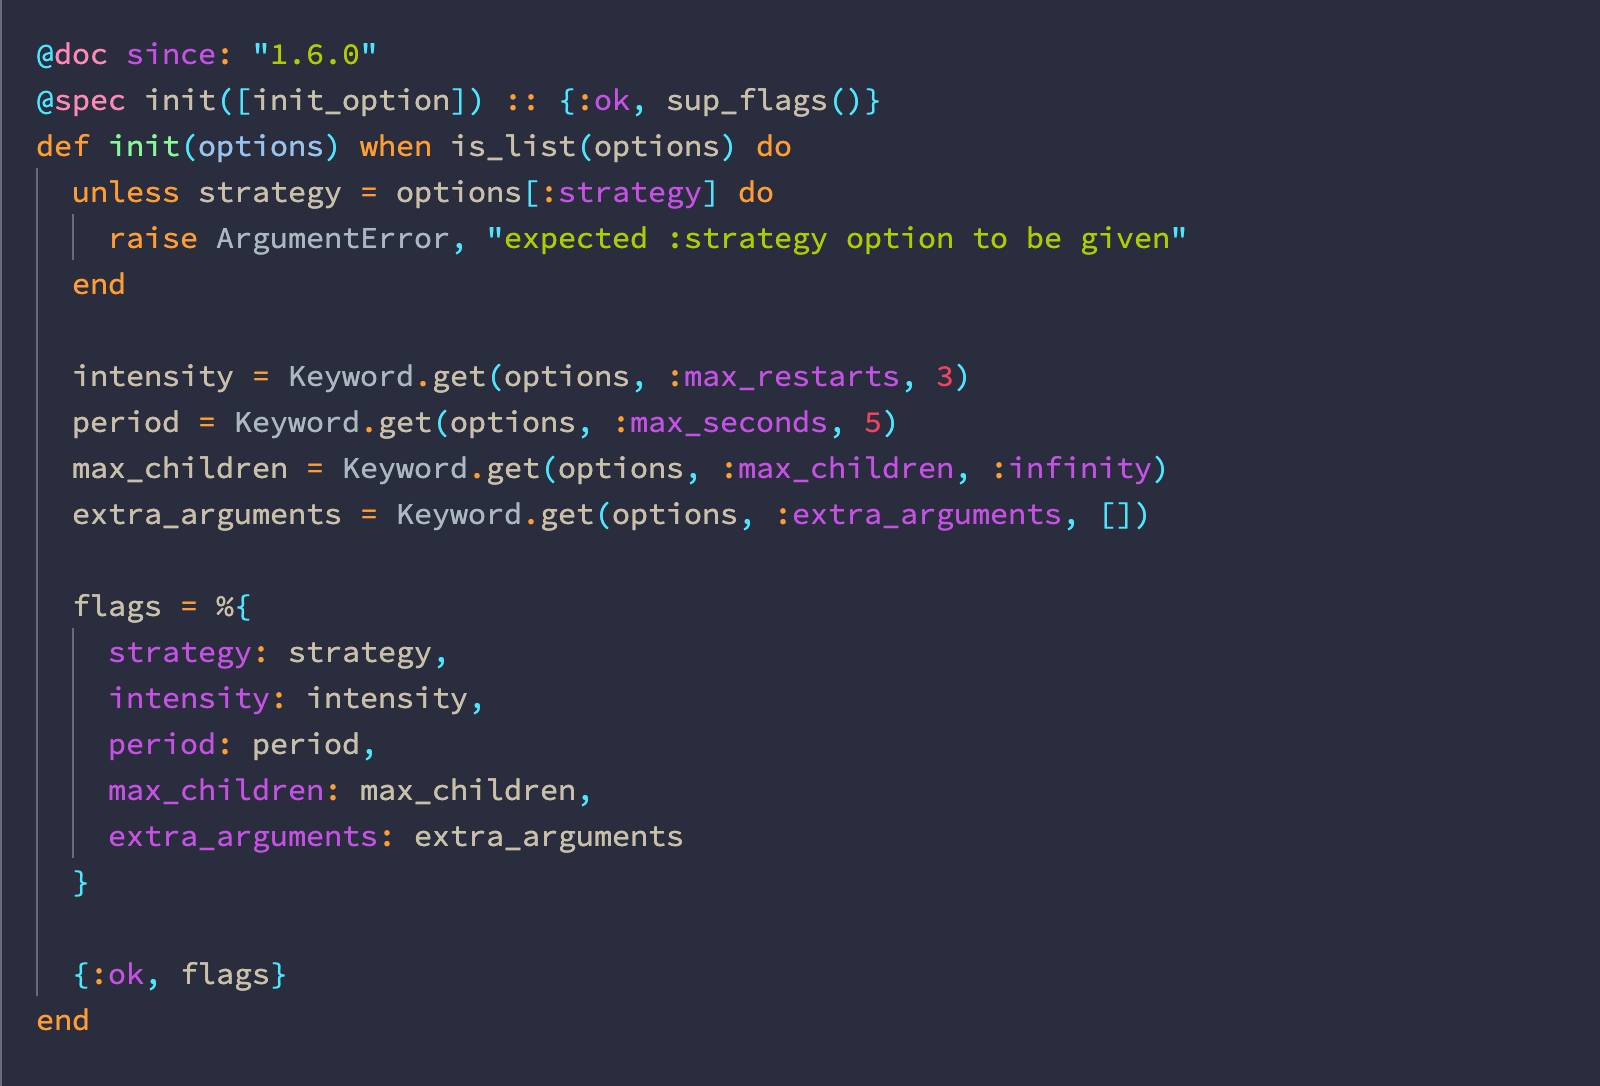 @doc since: "1.6.0"
@spec init([init_option]) :: {:ok, sup_flags()}
def init(options) when is_list(options) do
  unless strategy = options[:strategy] do
    raise ArgumentError, "expected :strategy option to be given"
  end

  intensity = Keyword.get(options, :max_restarts, 3)
  period = Keyword.get(options, :max_seconds, 5)
  max_children = Keyword.get(options, :max_children, :infinity)
  extra_arguments = Keyword.get(options, :extra_arguments, [])

  flags = %{
    strategy: strategy,
    intensity: intensity,
    period: period,
    max_children: max_children,
    extra_arguments: extra_arguments
  }

  {:ok, flags}
end